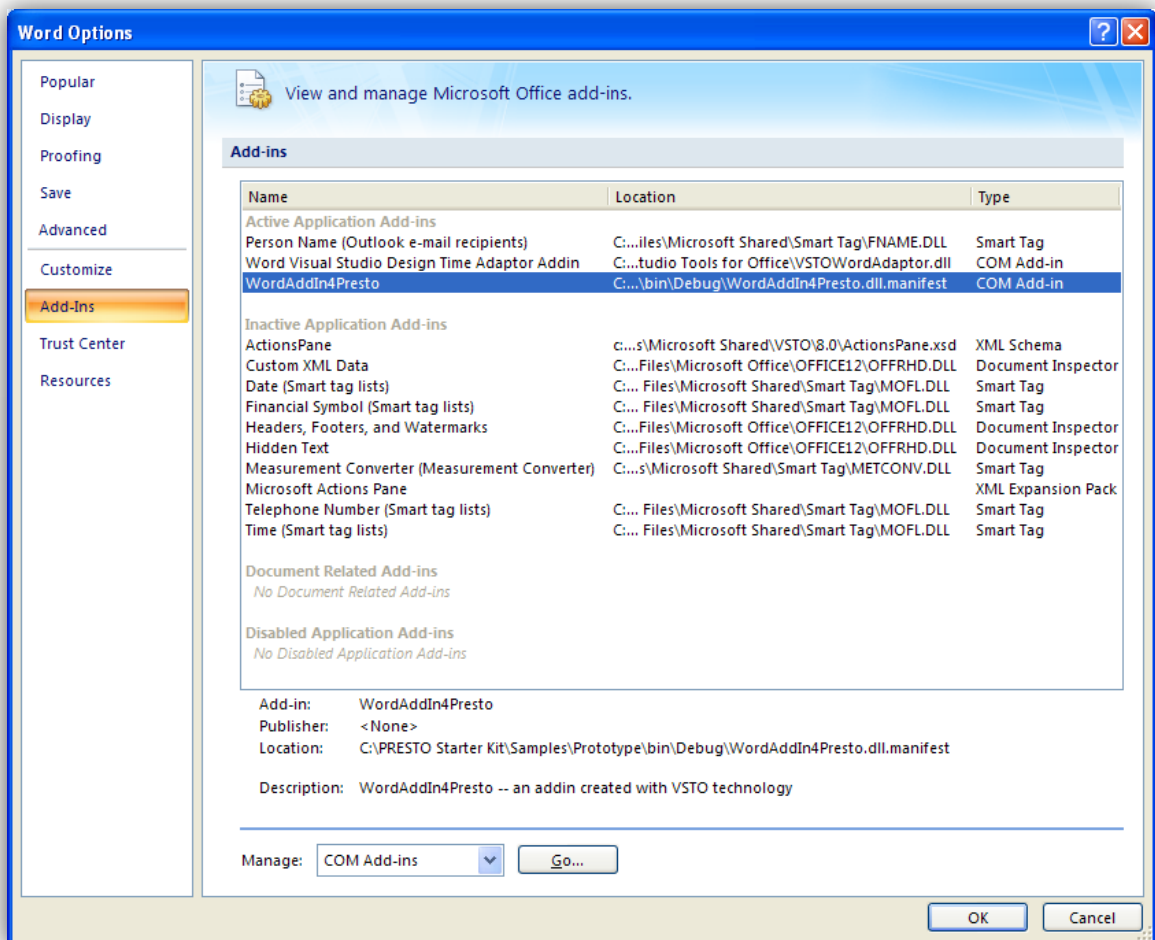 Word Options
Popular
Display
Proofing
Save
Advanced
Customize
Add-Ins
Trust Center
Resources
View and manage Microsoft Office add-ins.
Add-ins
Name Location Type
Active Application Add-ins
Person Name (Outlook e-mail recipients) C:...iles\Microsoft Shared\Smart Tag\FNAME.DLL Smart Tag
Word Visual Studio Design Time Adaptor Addin C:...tudio Tools for Office\VSTOWordAdaptor.dll COM Add-in
WordAddIn4Presto C:...\bin\Debug\WordAddIn4Presto.dll.manifest COM Add-in
Inactive Application Add-ins
ActionsPane c:...s\Microsoft Shared\VSTO\8.0\ActionsPane.xsd XML Schema
Custom XML Data C:...Files\Microsoft Office\OFFICE12\OFFRHD.DLL Document Inspector
Date (Smart tag lists) C:... Files\Microsoft Shared\Smart Tag\MOFL.DLL Smart Tag
Financial Symbol (Smart tag lists) C:... Files\Microsoft Shared\Smart Tag\MOFL.DLL Smart Tag
Headers, Footers, and Watermarks C:...Files\Microsoft Office\OFFICE12\OFFRHD.DLL Document Inspector
Hidden Text C:...Files\Microsoft Office\OFFICE12\OFFRHD.DLL Document Inspector
Measurement Converter (Measurement Converter) C:...s\Microsoft Shared\Smart Tag\METCONV.DLL Smart Tag
Microsoft Actions Pane XML Expansion Pack
Telephone Number (Smart tag lists) C:... Files\Microsoft Shared\Smart Tag\MOFL.DLL Smart Tag
Time (Smart tag lists) C:... Files\Microsoft Shared\Smart Tag\MOFL.DLL Smart Tag
Document Related Add-ins
No Document Related Add-ins
Disabled Application Add-ins
No Disabled Application Add-ins
Add-in: WordAddIn4Presto
Publisher: <None>
Location: C:\PRESTO Starter Kit\Samples\Prototype\bin\Debug\WordAddIn4Presto.dll.manifest
Description: WordAddIn4Presto -- an addin created with VSTO technology
Manage: COM Add-ins Go...
OK Cancel